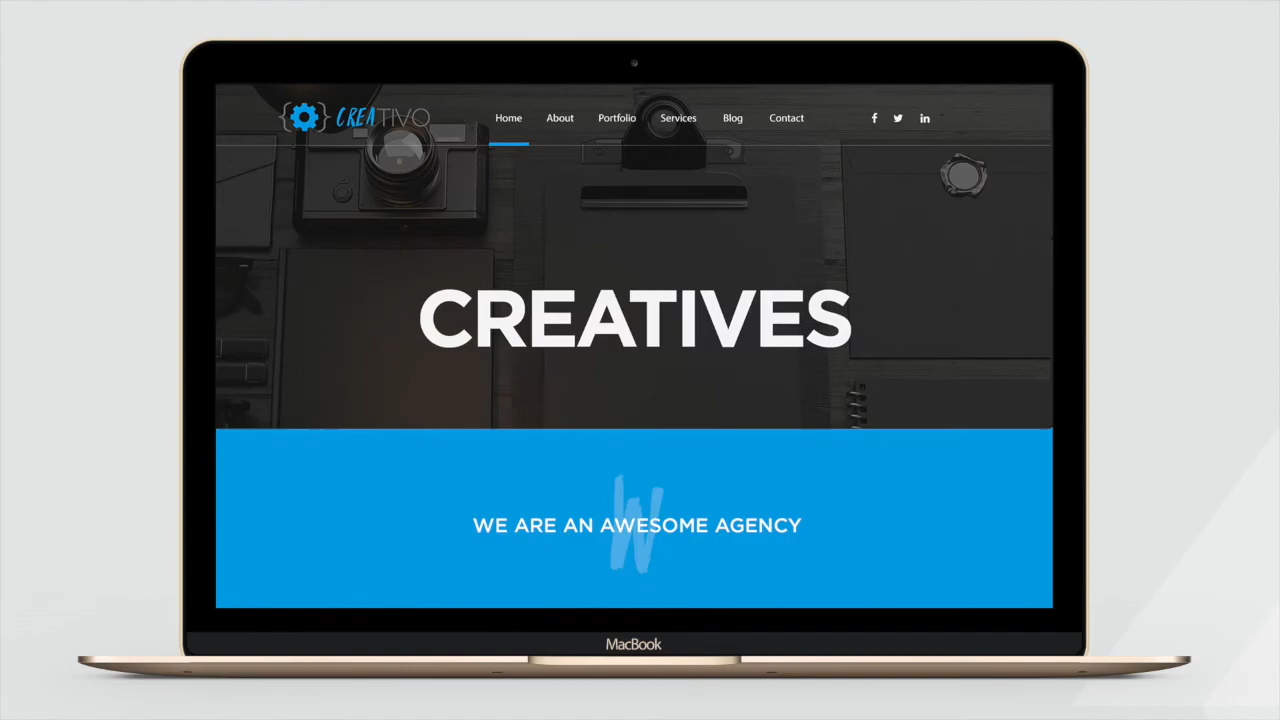 CREATIVO
Home About Portfolio Services Blog Contact
CREATIVES
W
WE ARE AN AWESOME AGENCY
MacBook